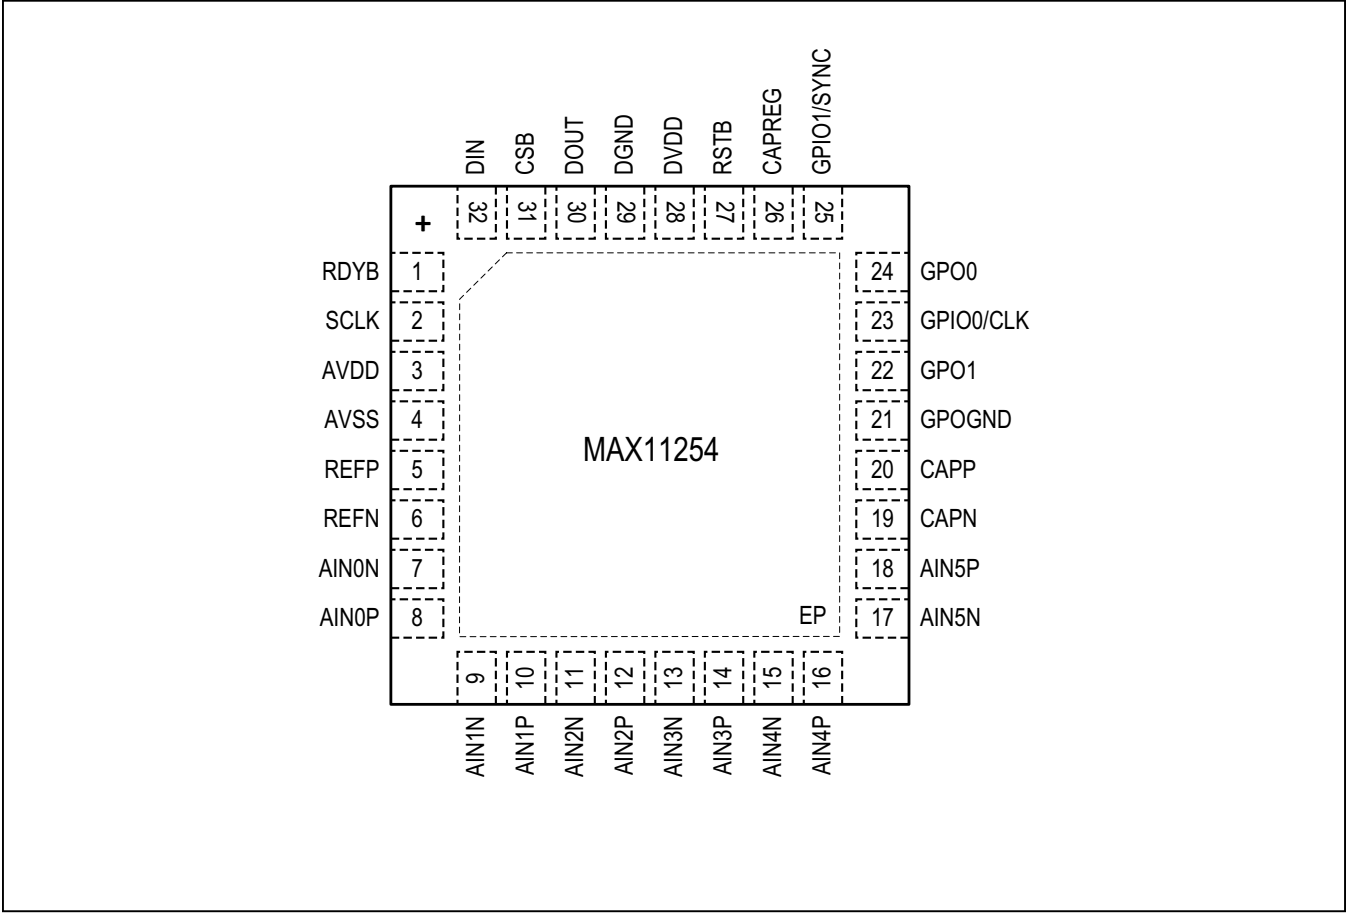 DIN CSB DOUT DGND DVDD RSTB CAPREG GPIO1/SYNC
+ 32 31 30 29 28 27 26 25
RDYB 1 24 GPO0
SCLK 2 23 GPIO0/CLK
AVDD 3 22 GPO1
AVSS 4 21 GPOGND
MAX11254
REFP 5 20 CAPP
REFN 6 19 CAPN
AIN0N 7 18 AIN5P
AIN0P 8 EP 17 AIN5N
9 10 11 12 13 14 15 16
AIN1N AIN1P AIN2N AIN2P AIN3N AIN3P AIN4N AIN4P